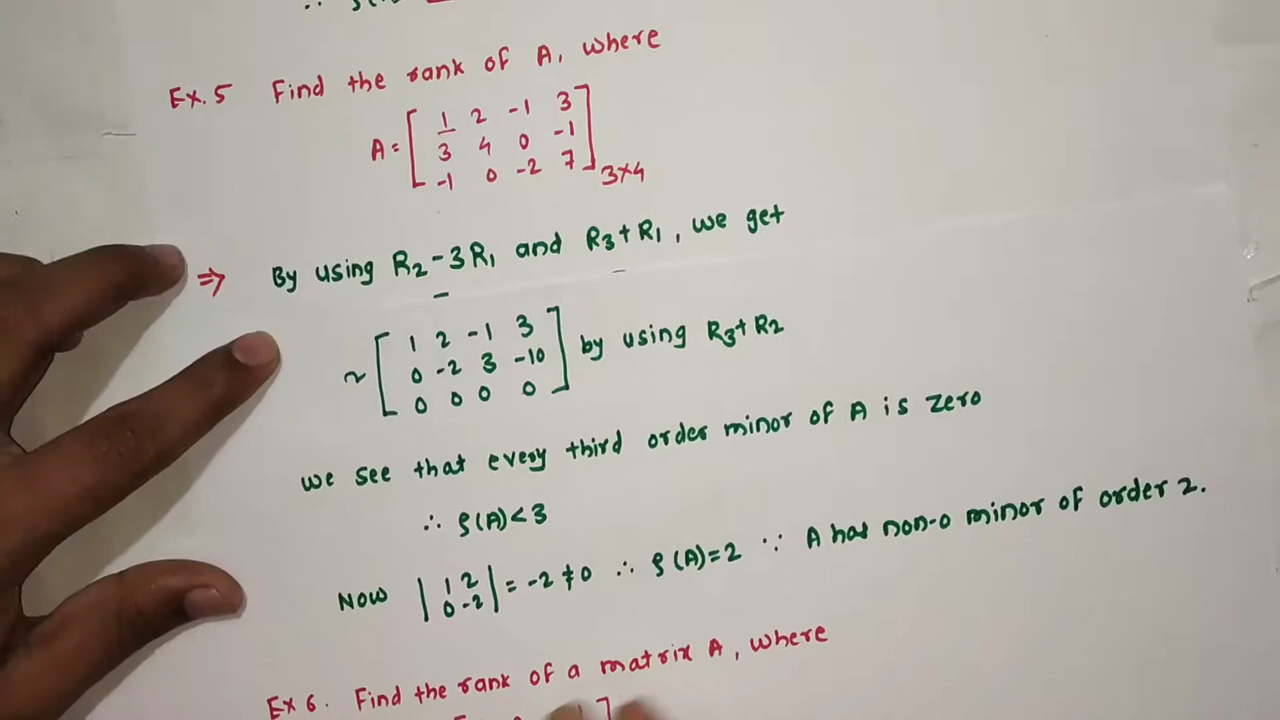 Ex.5 Find the rank of A, where
A = [ 1 2 -1 3
3 4 0 -1
-1 0 -2 7 ] 3×4
⇒ By using R2-3R1 and R3+R1, we get
~ [ 1 2 -1 3
0 -2 3 -10 ] by using R3+R2
0 0 0 0
we see that every third order minor of A is zero
∴ ρ(A)<3
Now | 1 2
0 -2 | = -2 ≠ 0 ∴ ρ(A)=2 ∵ A has non-0 minor of order 2.
Ex 6. Find the rank of a matrix A, where